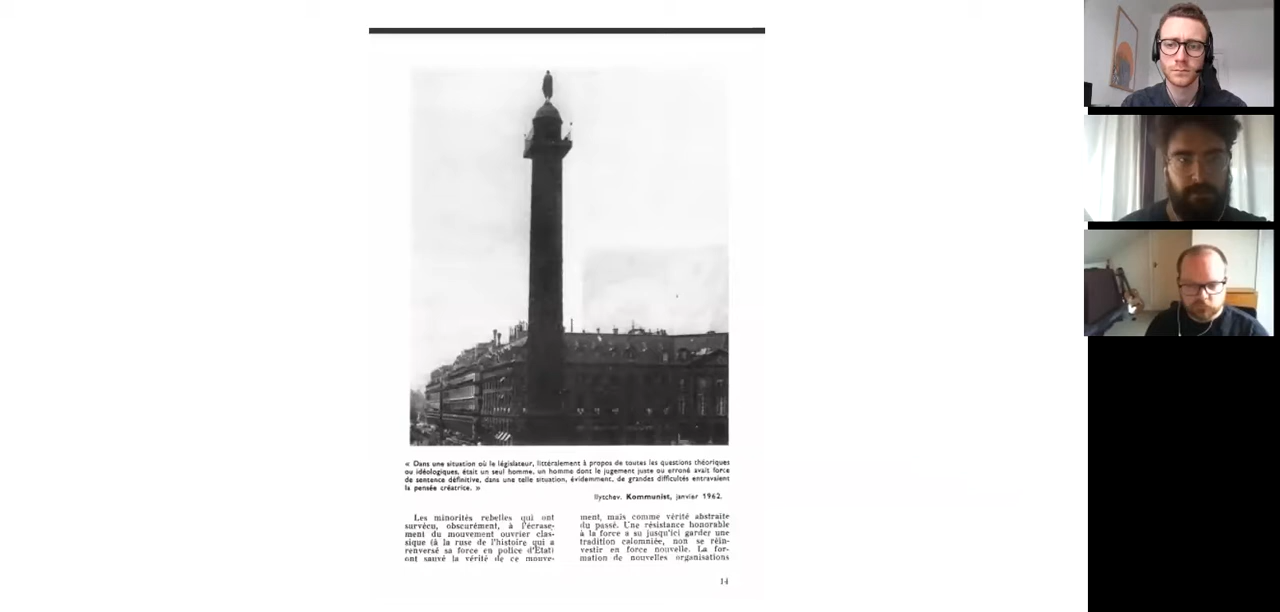 « Dans une situation où le législateur, littéralement à propos de toutes les questions théoriques
ou idéologiques, était un seul homme, un homme dont le jugement juste ou erroné avait force
de sentence définitive, dans une telle situation, évidemment, de grandes difficultés entravaient
la pensée créatrice. »
Ilytchev. Kommunist, janvier 1962.
Les minorités rebelles qui ont
survécu, obscurément, à l'écrase-
ment du mouvement ouvrier clas-
sique (à la ruse de l'histoire qui a
renversé sa force en police d'État)
ont sauvé la vérité de ce mouve-
ment, mais comme vérité abstraite
du passé. Une résistance honorable
à la force a su jusqu'ici garder une
tradition calomniée, non se réin-
vestir en force nouvelle. La for-
mation de nouvelles organisations
14